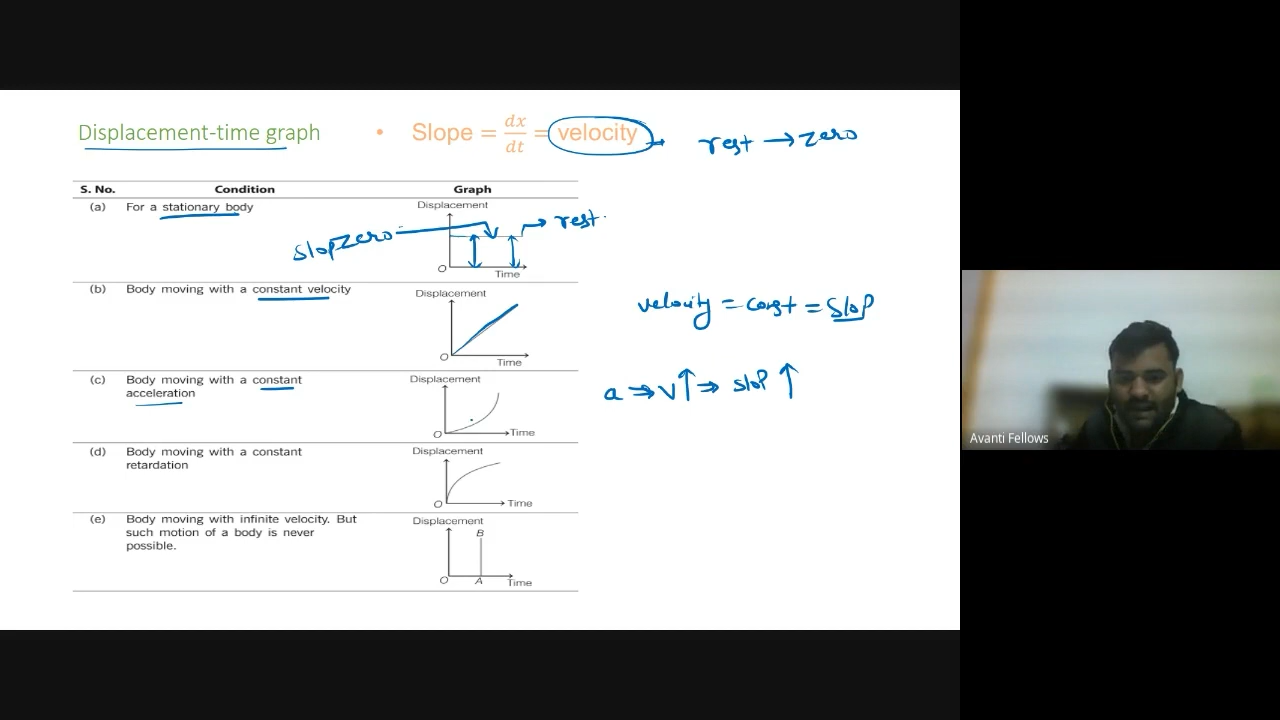 Displacement-time graph
• Slope = dx/dt = velocity
rest → zero
S. No. Condition Graph
(a) For a stationary body
Displacement
slop zero
rest.
O
Time
(b) Body moving with a constant velocity
Displacement
O
Time
velocity = const = slop
(c) Body moving with a constant
acceleration
Displacement
O
Time
a ⇒ v↑ ⇒ slop ↑
(d) Body moving with a constant
retardation
Displacement
O
Time
(e) Body moving with infinite velocity. But
such motion of a body is never
possible.
Displacement
B
O
A
Time
Avanti Fellows